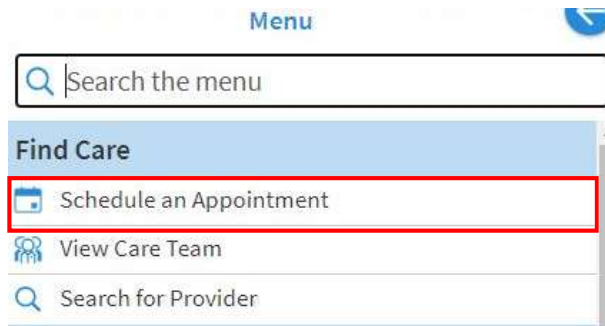 Menu
Search the menu
Find Care
Schedule an Appointment
View Care Team
Search for Provider